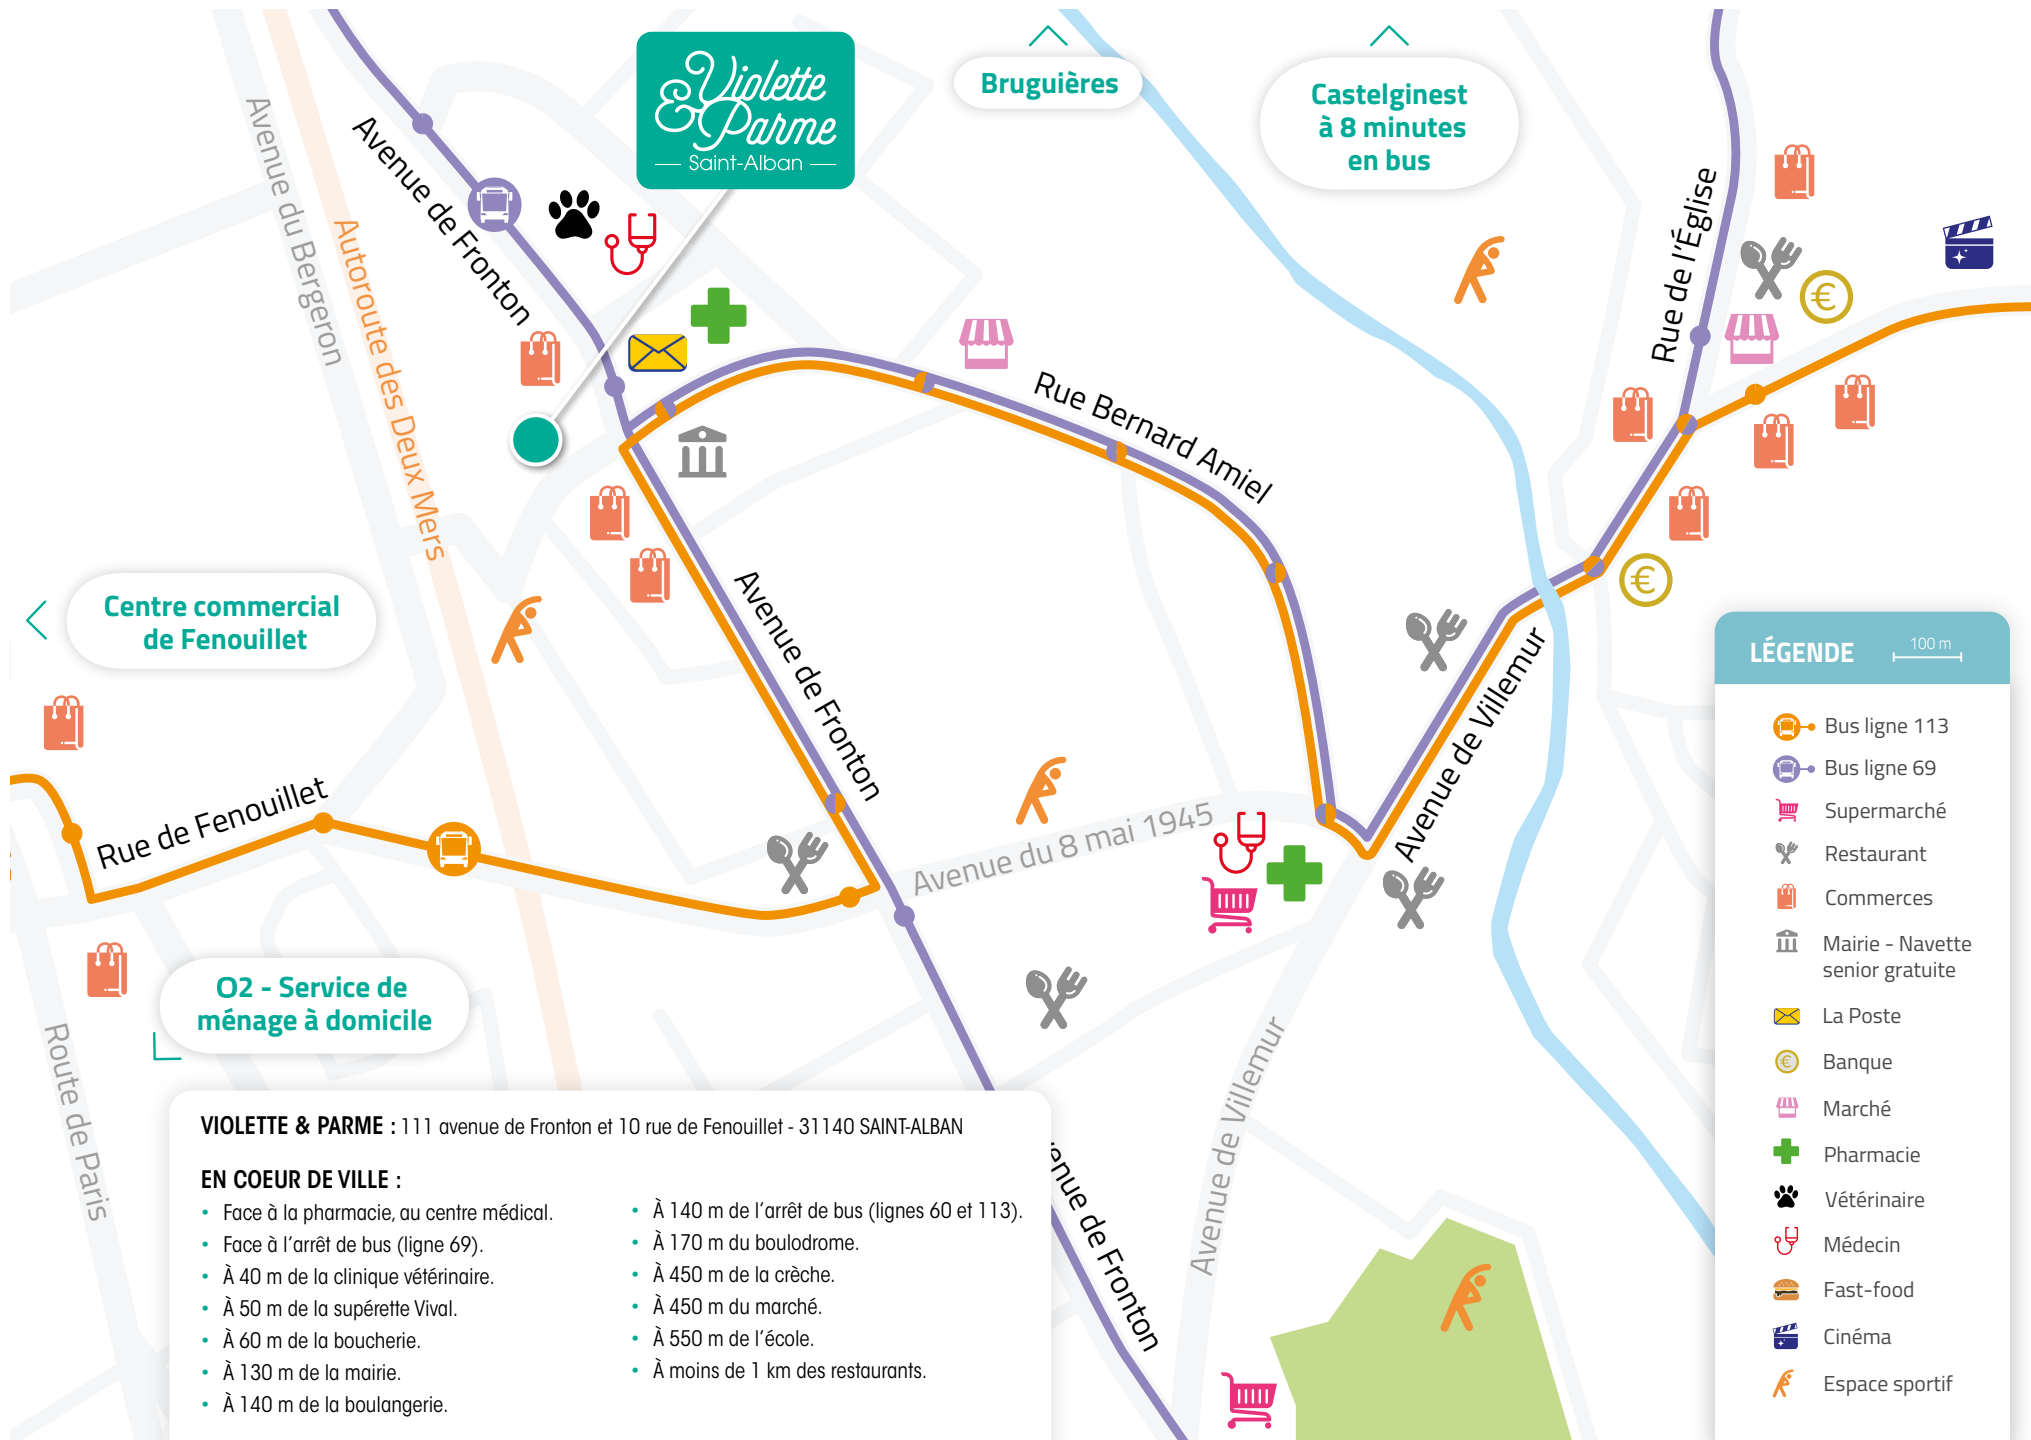 Violette
& Parme
Saint-Alban
Bruguières
Castelginest
à 8 minutes
en bus
Avenue du Bergeron
Autoroute des Deux Mers
Avenue de Fronton
Rue Bernard Amiel
Rue de l'Église
Centre commercial
de Fenouillet
Avenue de Fronton
Avenue de Villemur
Rue de Fenouillet
Avenue du 8 mai 1945
O2 - Service de
ménage à domicile
Route de Paris
Avenue de Villemur
enue de Fronton
VIOLETTE & PARME : 111 avenue de Fronton et 10 rue de Fenouillet - 31140 SAINT-ALBAN
EN COEUR DE VILLE :
• Face à la pharmacie, au centre médical.
• Face à l'arrêt de bus (ligne 69).
• À 40 m de la clinique vétérinaire.
• À 50 m de la supérette Vival.
• À 60 m de la boucherie.
• À 130 m de la mairie.
• À 140 m de la boulangerie.
• À 140 m de l'arrêt de bus (lignes 60 et 113).
• À 170 m du boulodrome.
• À 450 m de la crèche.
• À 450 m du marché.
• À 550 m de l'école.
• À moins de 1 km des restaurants.
LÉGENDE
100 m
Bus ligne 113
Bus ligne 69
Supermarché
Restaurant
Commerces
Mairie - Navette
senior gratuite
La Poste
Banque
Marché
Pharmacie
Vétérinaire
Médecin
Fast-food
Cinéma
Espace sportif